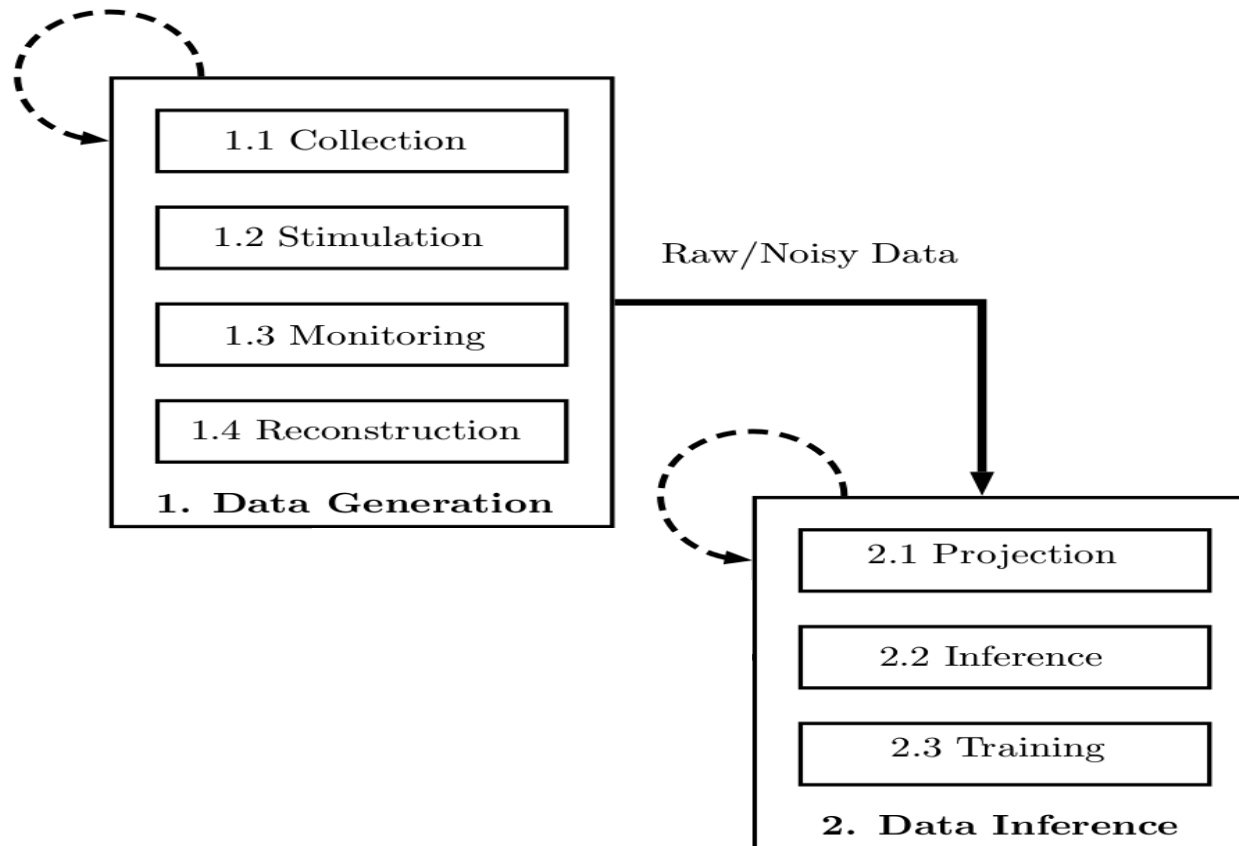 1.1 Collection
1.2 Stimulation
1.3 Monitoring
1.4 Reconstruction
1. Data Generation
Raw/Noisy Data
2.1 Projection
2.2 Inference
2.3 Training
2. Data Inference